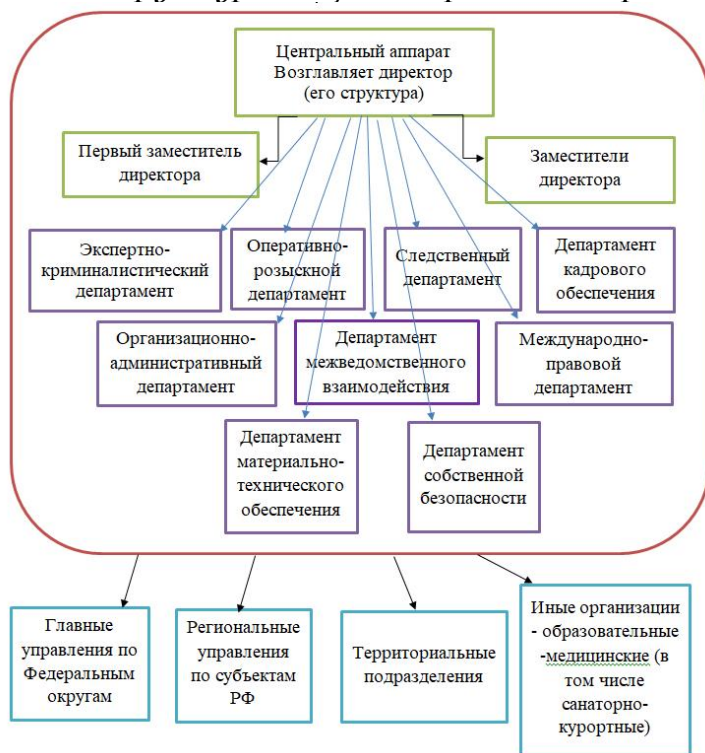 Центральный аппарат
Возглавляет директор
(его структура)
Первый заместитель
директора
Заместители
директора
Экспертно-
криминалистический
департамент
Оперативно-
розыскной
департамент
Следственный
департамент
Департамент
кадрового
обеспечения
Организационно-
административный
департамент
Департамент
межведомственного
взаимодействия
Международно-
правовой
департамент
Департамент
материально-
технического
обеспечения
Департамент
собственной
безопасности
Главные
управления по
Федеральным
округам
Региональные
управления
по субъектам
РФ
Территориальные
подразделения
Иные организации
- образовательные
-медицинские (в
том числе
санаторно-
курортные)